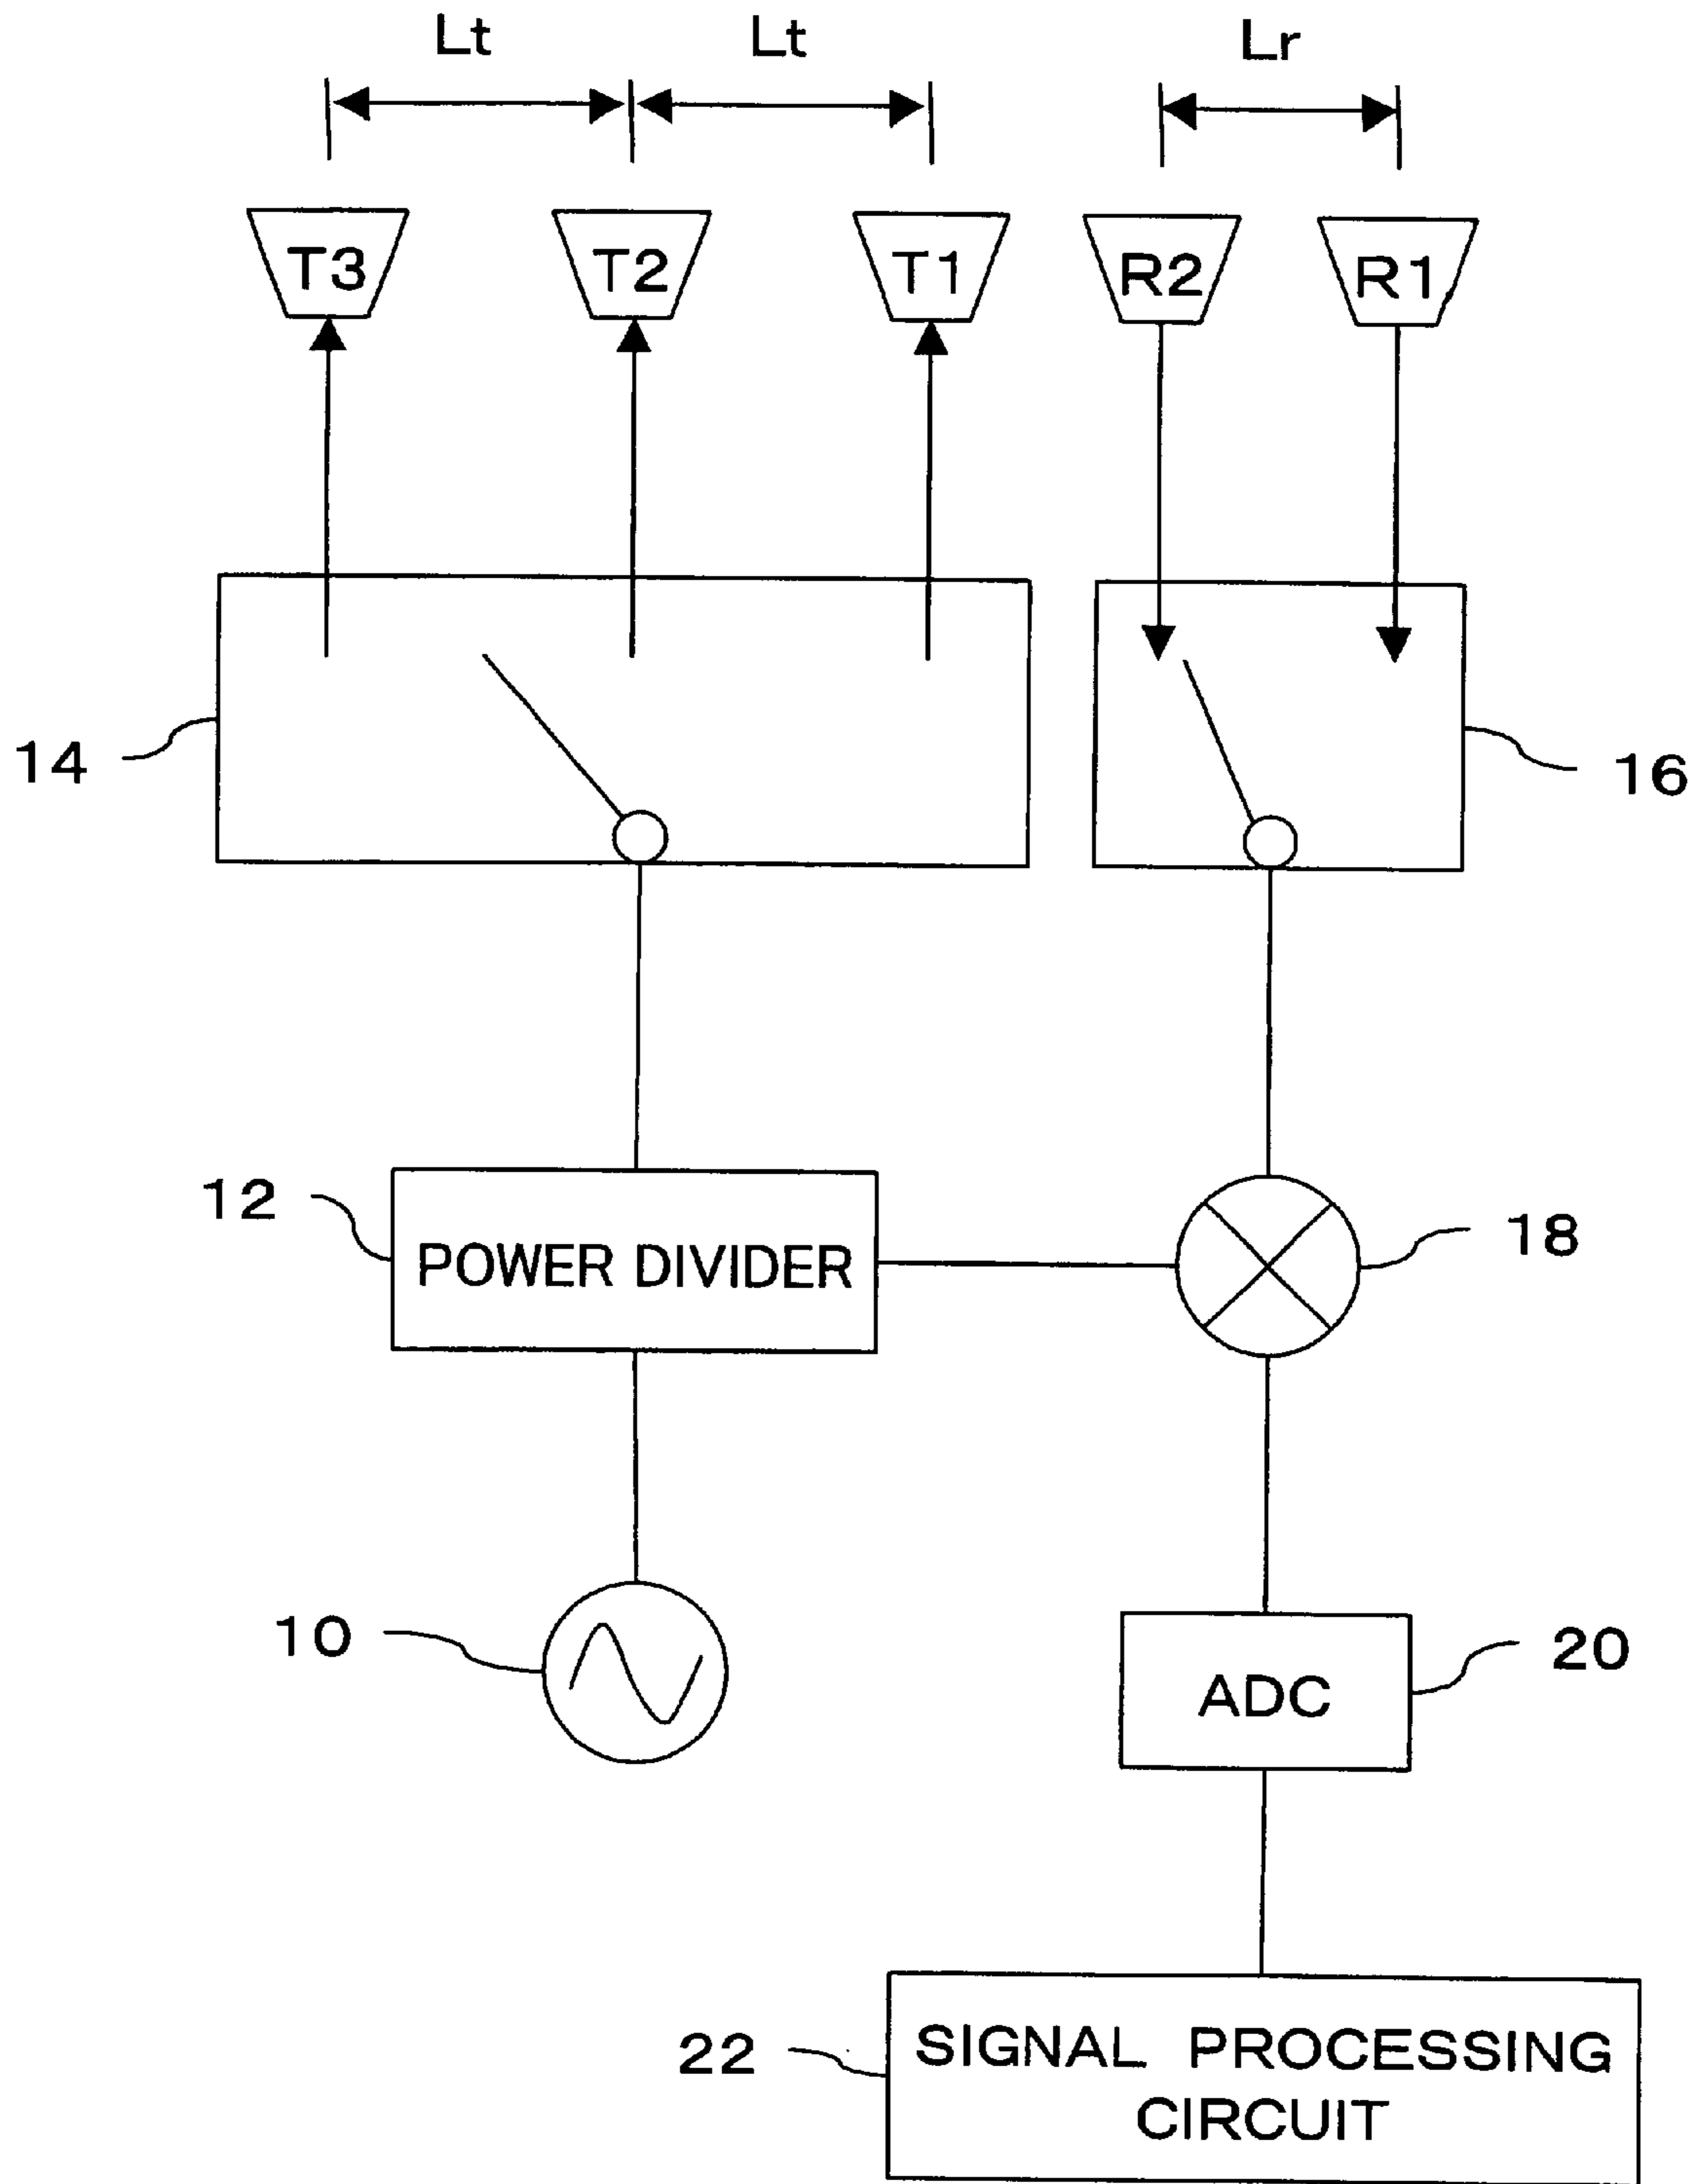 Lt
Lt
Lr
T3
T2
T1
R2
R1
14
16
12
POWER DIVIDER
18
10
20
ADC
22
SIGNAL PROCESSING
CIRCUIT